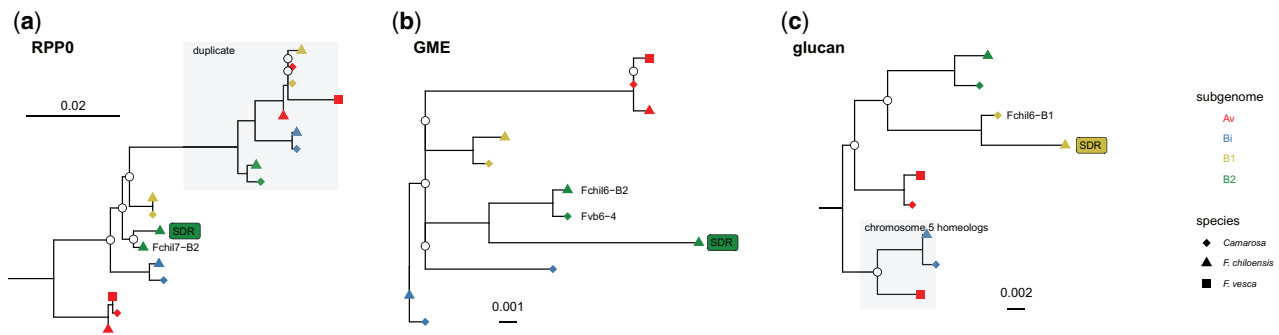 (a)
RPP0
duplicate
0.02
SDR
Fchil7-B2
(b)
GME
Fchil6-B2
Fvb6-4
SDR
0.001
(c)
glucan
Fchil6-B1
SDR
chromosome 5 homeologs
0.002
subgenome
Av
Bi
B1
B2
species
Camarosa
F. chiloensis
F. vesca